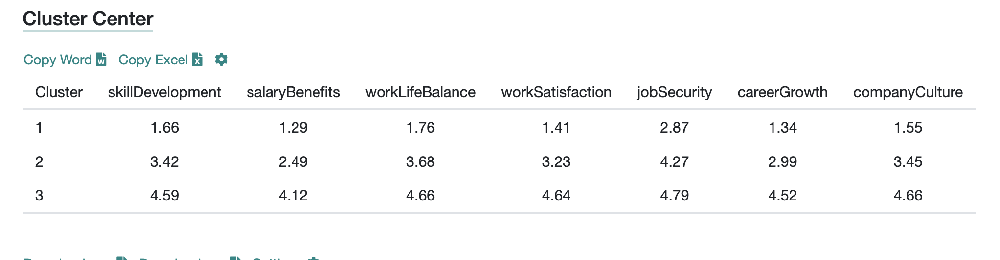 Cluster Center
Copy Word Copy Excel
Cluster skillDevelopment salaryBenefits workLifeBalance workSatisfaction jobSecurity careerGrowth companyCulture
1 1.66 1.29 1.76 1.41 2.87 1.34 1.55
2 3.42 2.49 3.68 3.23 4.27 2.99 3.45
3 4.59 4.12 4.66 4.64 4.79 4.52 4.66